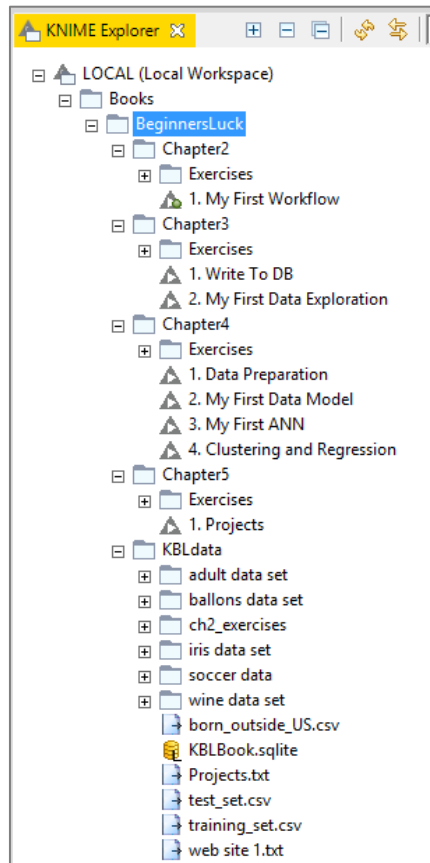 KNIME Explorer
LOCAL (Local Workspace)
Books
BeginnersLuck
Chapter2
Exercises
1. My First Workflow
Chapter3
Exercises
1. Write To DB
2. My First Data Exploration
Chapter4
Exercises
1. Data Preparation
2. My First Data Model
3. My First ANN
4. Clustering and Regression
Chapter5
Exercises
1. Projects
KBLdata
adult data set
ballons data set
ch2_exercises
iris data set
soccer data
wine data set
born_outside_US.csv
KBLBook.sqlite
Projects.txt
test_set.csv
training_set.csv
web site 1.txt